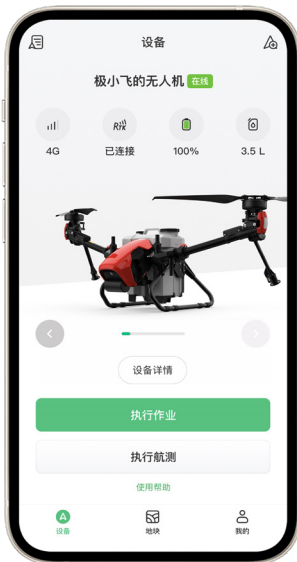 设备
极小飞的无人机 在线
4G 已连接 100% 3.5 L
RTK
设备详情
执行作业
执行航测
使用帮助
设备 地块 我的